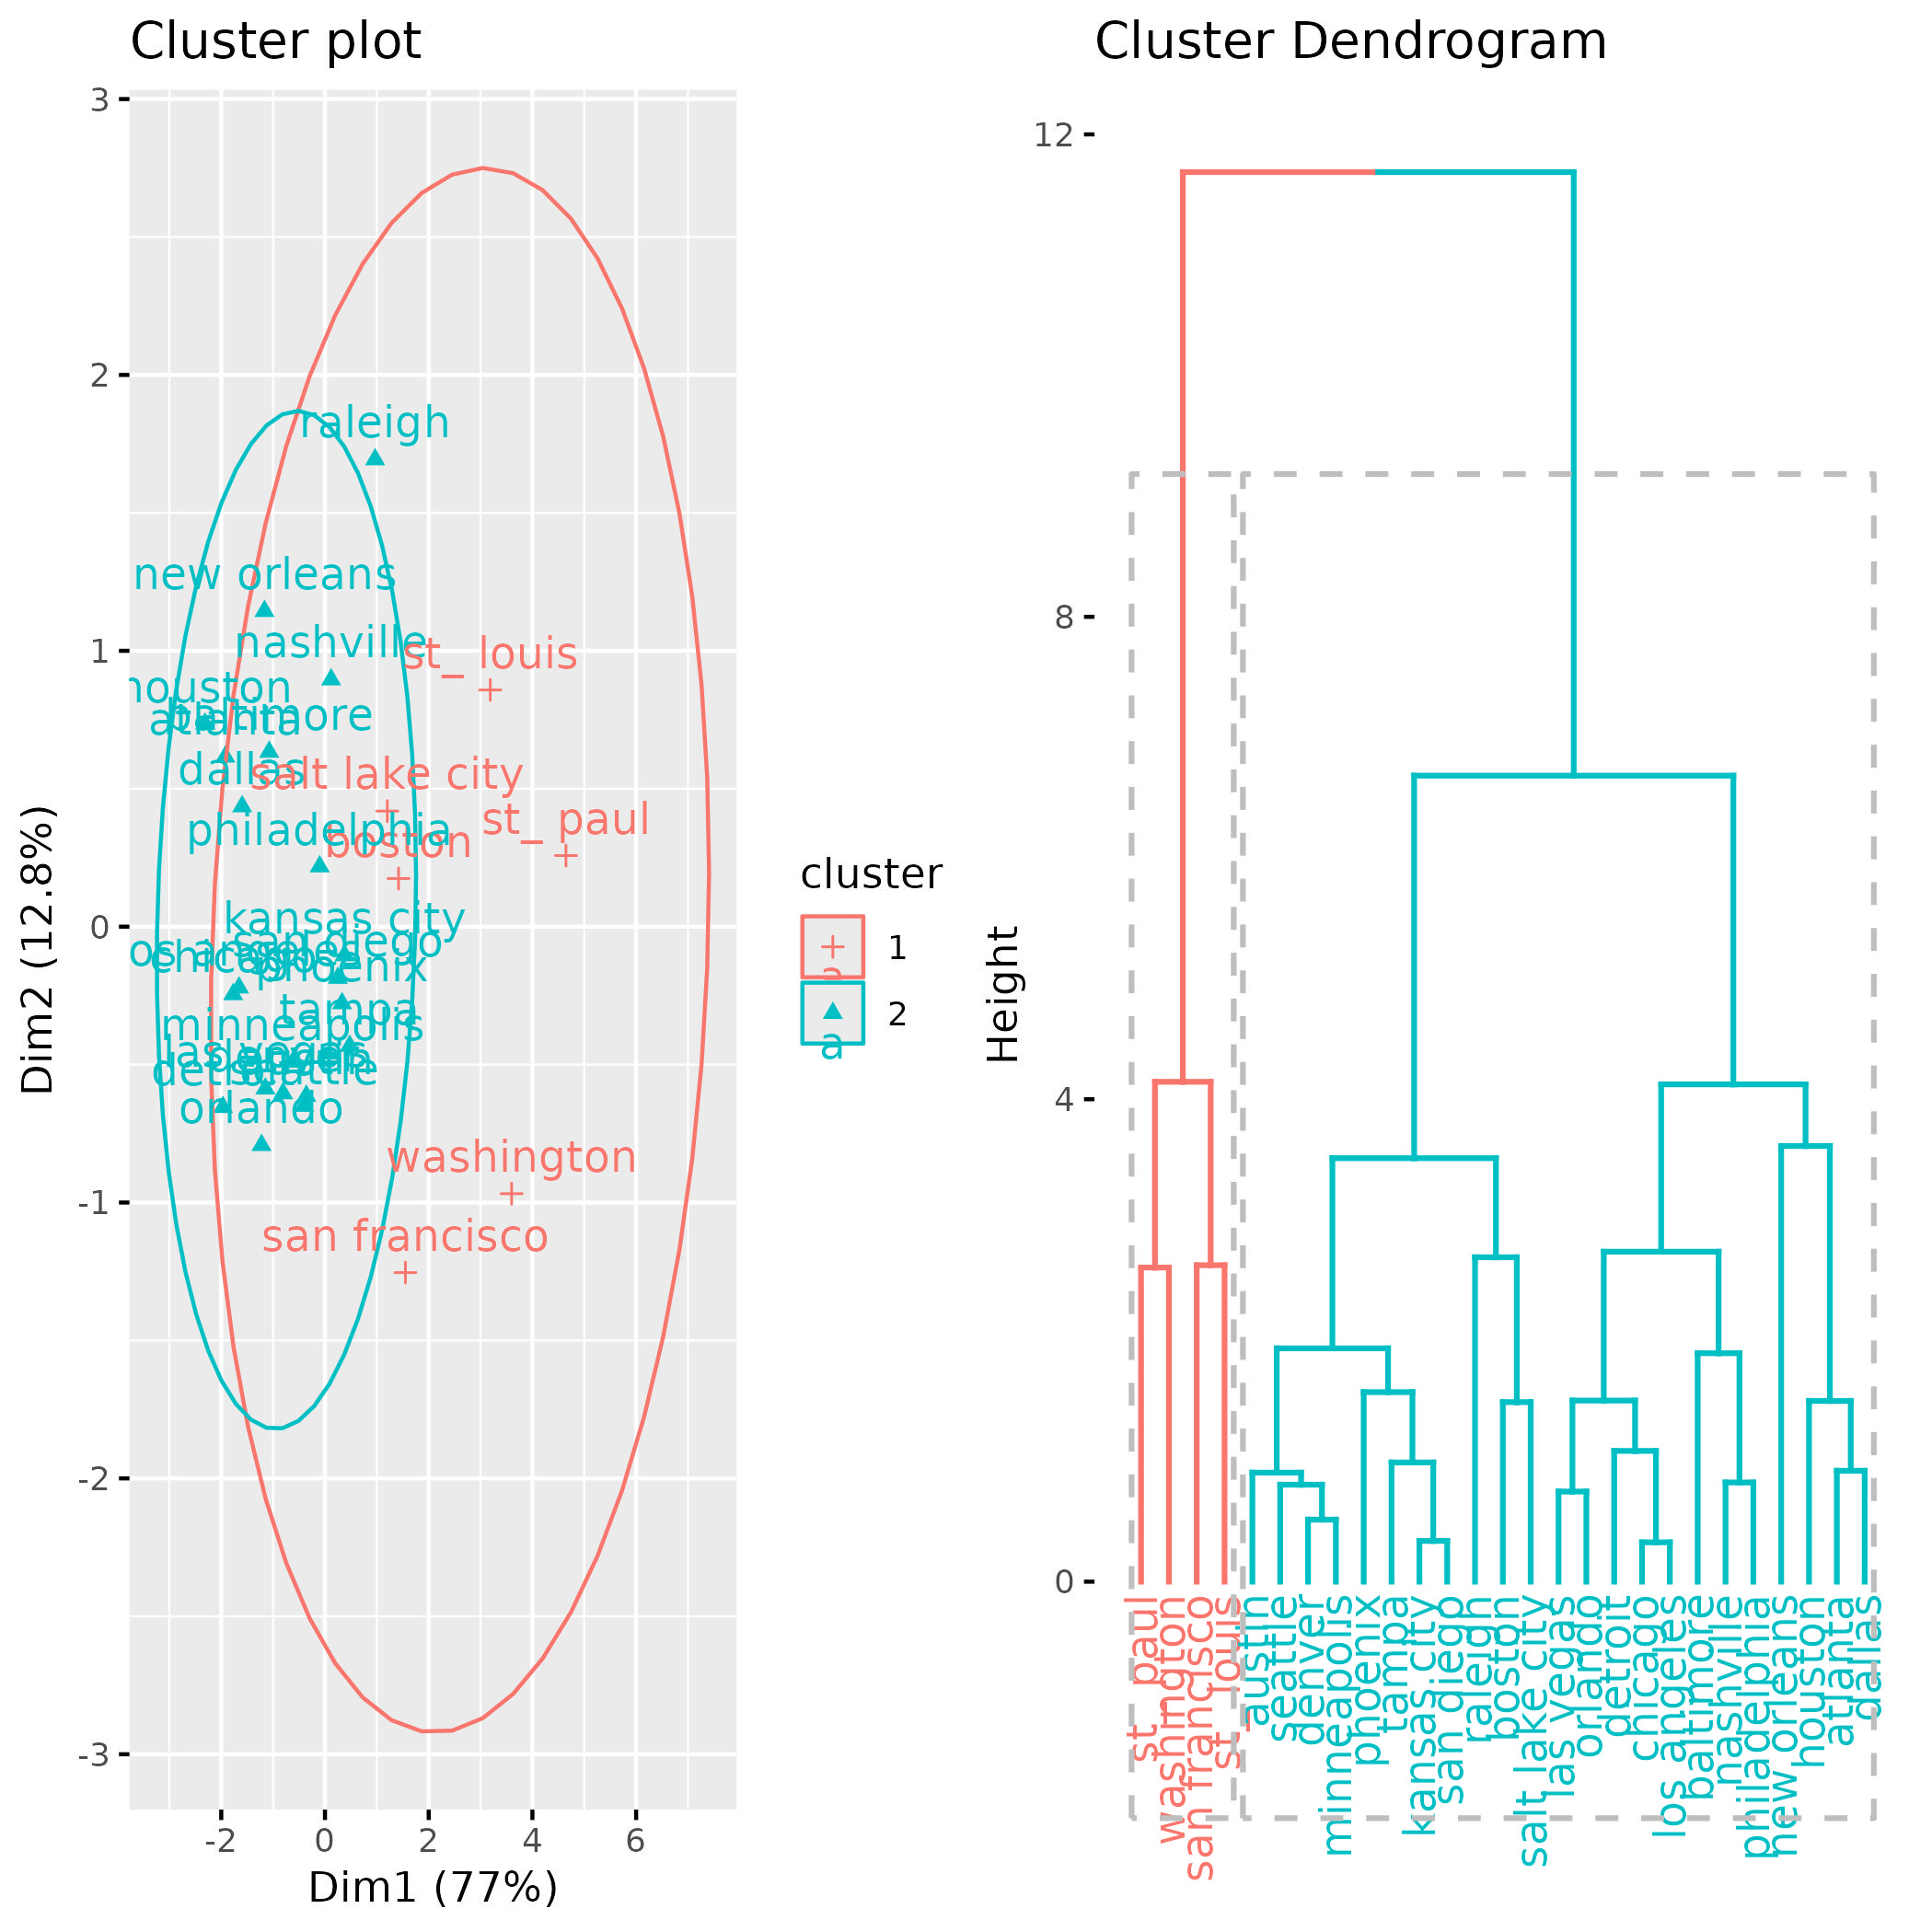 Cluster plot
3
2
1
0
-1
-2
-3
Dim2 (12.8%)
raleigh
new orleans
nashville
st_ louis
houston
baltimore
atlanta
dallas
salt lake city
st_ paul
philadelphia
boston
kansas city
san diego
phoenix
tampa
minneapolis
las vegas
detroit
seattle
orlando
washington
san francisco
-2 0 2 4 6
Dim1 (77%)
cluster
1
a
2
Cluster Dendrogram
12
8
4
0
Height
st_ paul
washington
san francisco
st_ louis
austin
seattle
denver
minneapolis
phoenix
tampa
kansas city
san diego
raleigh
boston
salt lake city
las vegas
orlando
detroit
chicago
los angeles
baltimore
nashville
philadelphia
new orleans
houston
atlanta
dallas